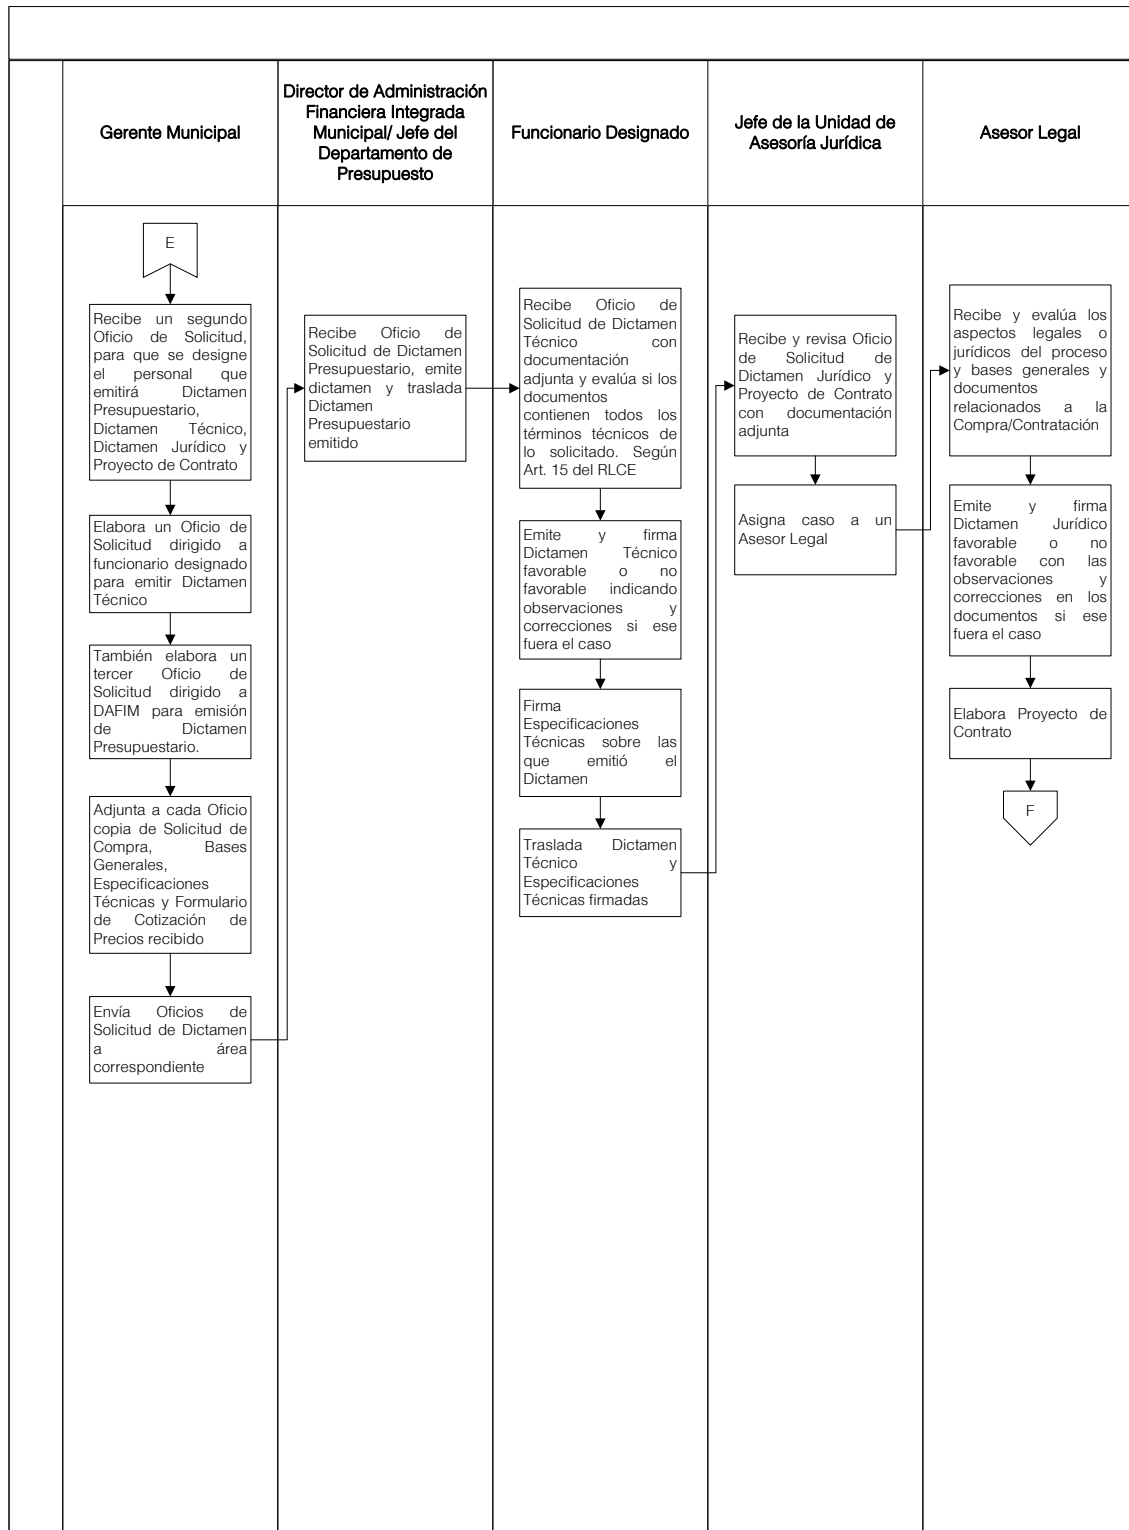 Gerente Municipal
Director de Administración
Financiera Integrada
Municipal/ Jefe del
Departamento de
Presupuesto
Funcionario Designado
Jefe de la Unidad de
Asesoría Jurídica
Asesor Legal
E
Recibe un segundo
Oficio de Solicitud,
para que se designe
el personal que
emitirá Dictamen
Presupuestario,
Dictamen Técnico,
Dictamen Jurídico y
Proyecto de Contrato
Elabora un Oficio de
Solicitud dirigido a
funcionario designado
para emitir Dictamen
Técnico
También elabora un
tercer Oficio de
Solicitud dirigido a
DAFIM para emisión
de Dictamen
Presupuestario.
Adjunta a cada Oficio
copia de Solicitud de
Compra, Bases
Generales,
Especificaciones
Técnicas y Formulario
de Cotización de
Precios recibido
Envía Oficios de
Solicitud de Dictamen
a área
correspondiente
Recibe Oficio de
Solicitud de Dictamen
Presupuestario, emite
dictamen y traslada
Dictamen
Presupuestario
emitido
Recibe Oficio de
Solicitud de Dictamen
Técnico con
documentación
adjunta y evalúa si los
documentos
contienen todos los
términos técnicos de
lo solicitado. Según
Art. 15 del RLCE
Emite y firma
Dictamen Técnico
favorable o no
favorable indicando
observaciones y
correcciones si ese
fuera el caso
Firma
Especificaciones
Técnicas sobre las
que emitió el
Dictamen
Traslada Dictamen
Técnico y
Especificaciones
Técnicas firmadas
Recibe y revisa Oficio
de Solicitud de
Dictamen Jurídico y
Proyecto de Contrato
con documentación
adjunta
Asigna caso a un
Asesor Legal
Recibe y evalúa los
aspectos legales o
jurídicos del proceso
y bases generales y
documentos
relacionados a la
Compra/Contratación
Emite y firma
Dictamen Jurídico
favorable o no
favorable con las
observaciones y
correcciones en los
documentos si ese
fuera el caso
Elabora Proyecto de
Contrato
F